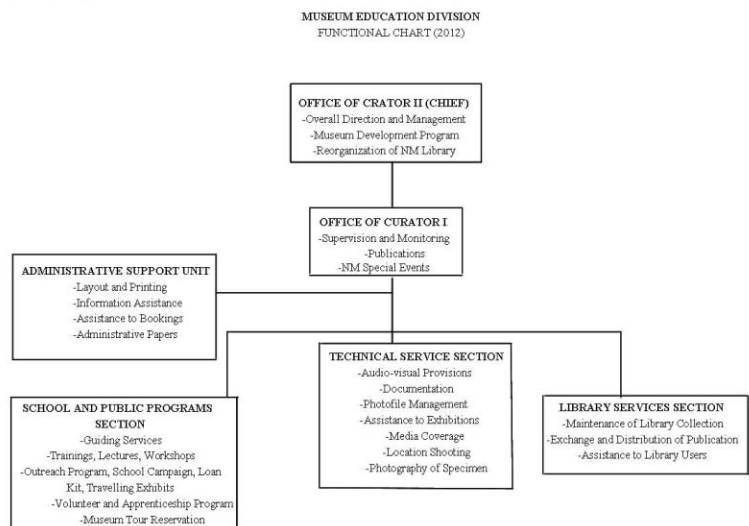 MUSEUM EDUCATION DIVISION
FUNCTIONAL CHART (2012)
OFFICE OF CRATOR II (CHIEF)
-Overall Direction and Management
-Museum Development Program
-Reorganization of NM Library
OFFICE OF CURATOR I
-Supervision and Monitoring
-Publications
-NM Special Events
ADMINISTRATIVE SUPPORT UNIT
-Layout and Printing
-Information Assistance
-Assistance to Bookings
-Administrative Papers
SCHOOL AND PUBLIC PROGRAMS
SECTION
-Guiding Services
-Trainings, Lectures, Workshops
-Outreach Program, School Campaign, Loan
Kit, Travelling Exhibits
-Volunteer and Apprenticeship Program
-Museum Tour Reservation
TECHNICAL SERVICE SECTION
-Audio-visual Provisions
-Documentation
-Photofile Management
-Assistance to Exhibitions
-Media Coverage
-Location Shooting
-Photography of Specimen
LIBRARY SERVICES SECTION
-Maintenance of Library Collection
-Exchange and Distribution of Publication
-Assistance to Library Users